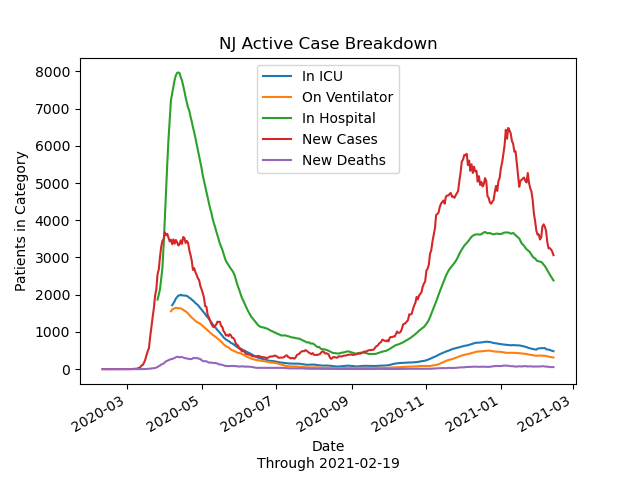 NJ Active Case Breakdown
In ICU
On Ventilator
In Hospital
New Cases
New Deaths
Patients in Category
8000
7000
6000
5000
4000
3000
2000
1000
0
2020-03
2020-05
2020-07
2020-09
2020-11
2021-01
2021-03
Date
Through 2021-02-19